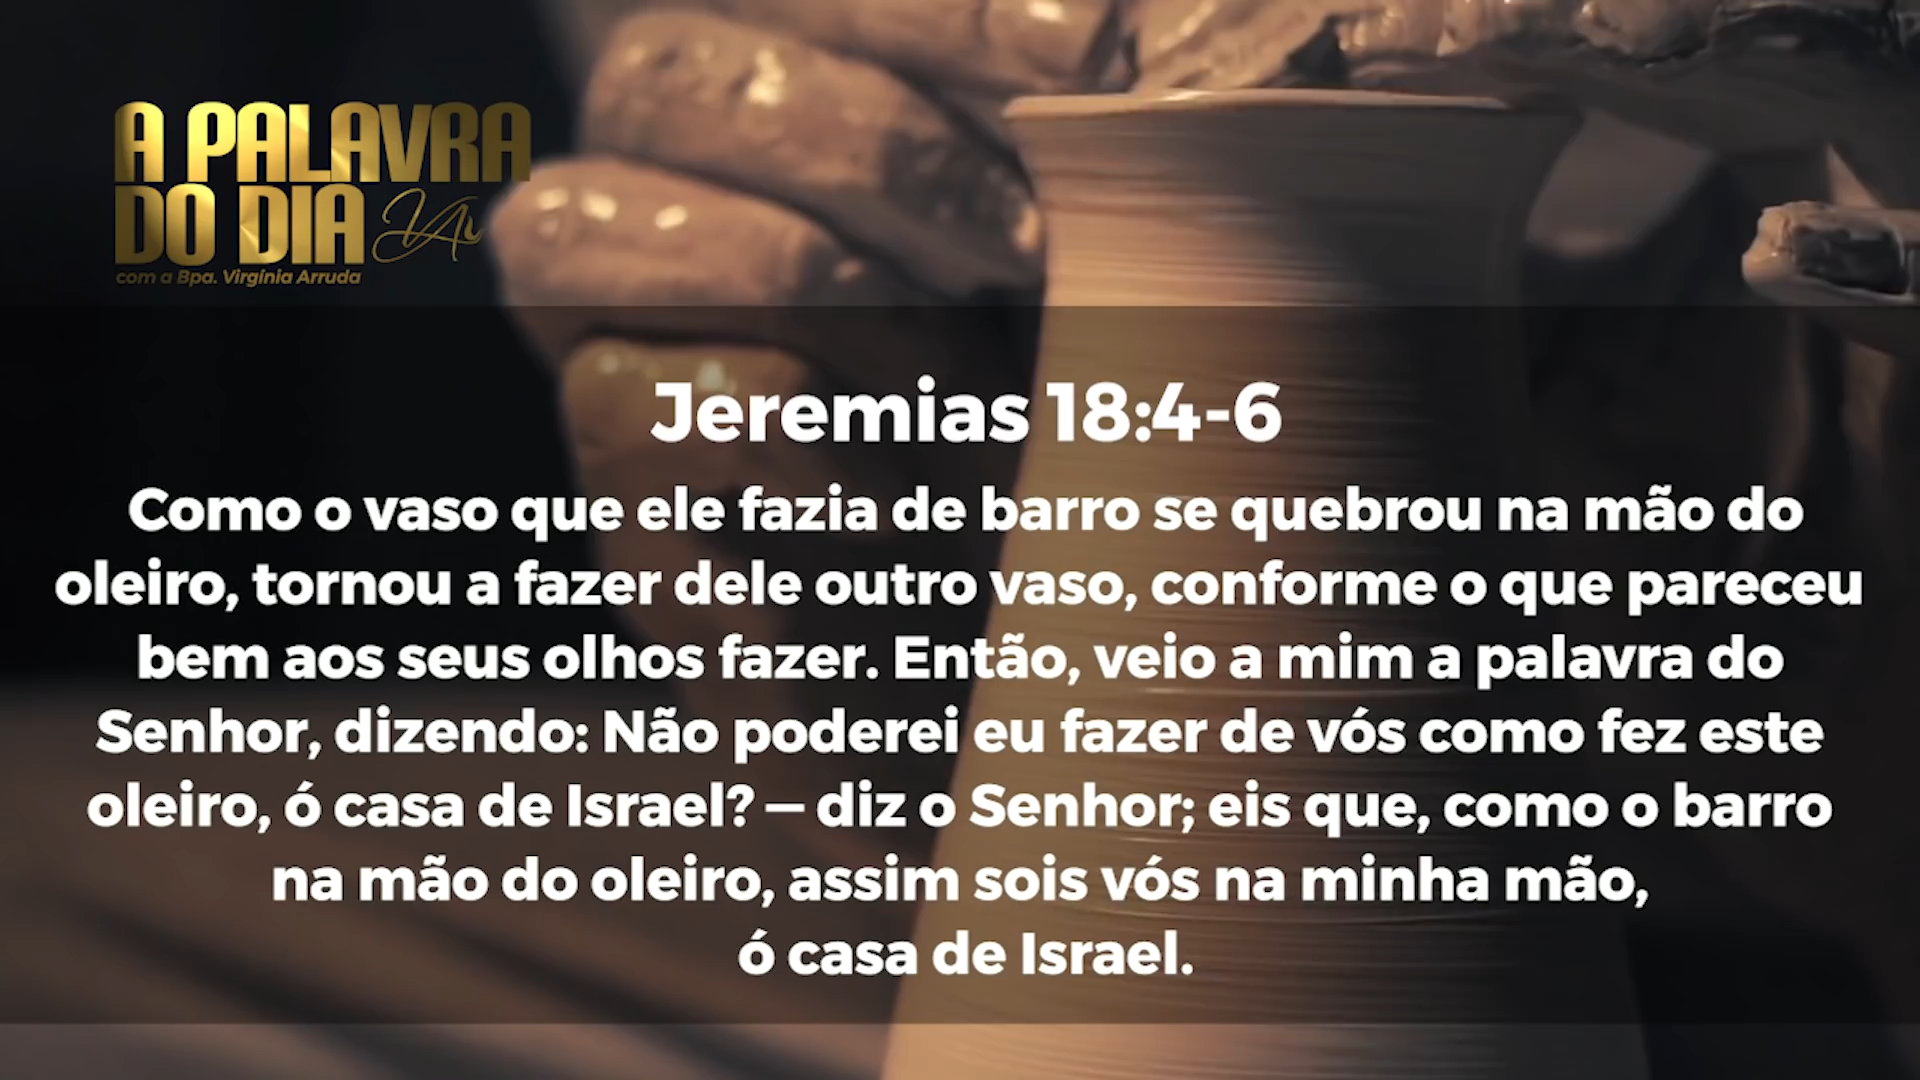 A PALAVRA
DO DIA
com a Bpa. Virgínia Arruda
Jeremias 18:4-6
Como o vaso que ele fazia de barro se quebrou na mão do
oleiro, tornou a fazer dele outro vaso, conforme o que pareceu
bem aos seus olhos fazer. Então, veio a mim a palavra do
Senhor, dizendo: Não poderei eu fazer de vós como fez este
oleiro, ó casa de Israel? — diz o Senhor; eis que, como o barro
na mão do oleiro, assim sois vós na minha mão,
ó casa de Israel.